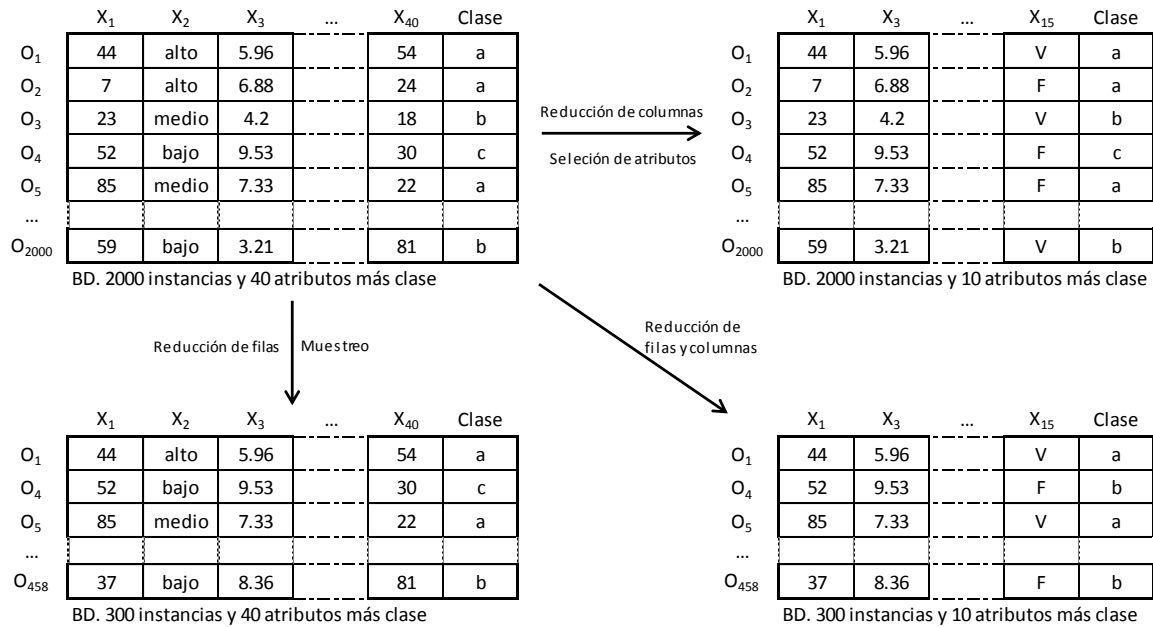 X1 X2 X3 ... X40 Clase
O1 44 alto 5.96 54 a
O2 7 alto 6.88 24 a
O3 23 medio 4.2 18 b
O4 52 bajo 9.53 30 c
O5 85 medio 7.33 22 a
...
O2000 59 bajo 3.21 81 b
BD. 2000 instancias y 40 atributos más clase
Reducción de columnas
Seleción de atributos
X1 X3 ... X15 Clase
O1 44 5.96 V a
O2 7 6.88 F a
O3 23 4.2 V b
O4 52 9.53 F c
O5 85 7.33 F a
...
O2000 59 3.21 V b
BD. 2000 instancias y 10 atributos más clase
Reducción de filas Muestreo
Reducción de
filas y columnas
X1 X2 X3 ... X40 Clase
O1 44 alto 5.96 54 a
O4 52 bajo 9.53 30 c
O5 85 medio 7.33 22 a
...
O458 37 bajo 8.36 81 b
BD. 300 instancias y 40 atributos más clase
X1 X3 ... X15 Clase
O1 44 5.96 V a
O4 52 9.53 F b
O5 85 7.33 V a
...
O458 37 8.36 F b
BD. 300 instancias y 10 atributos más clase